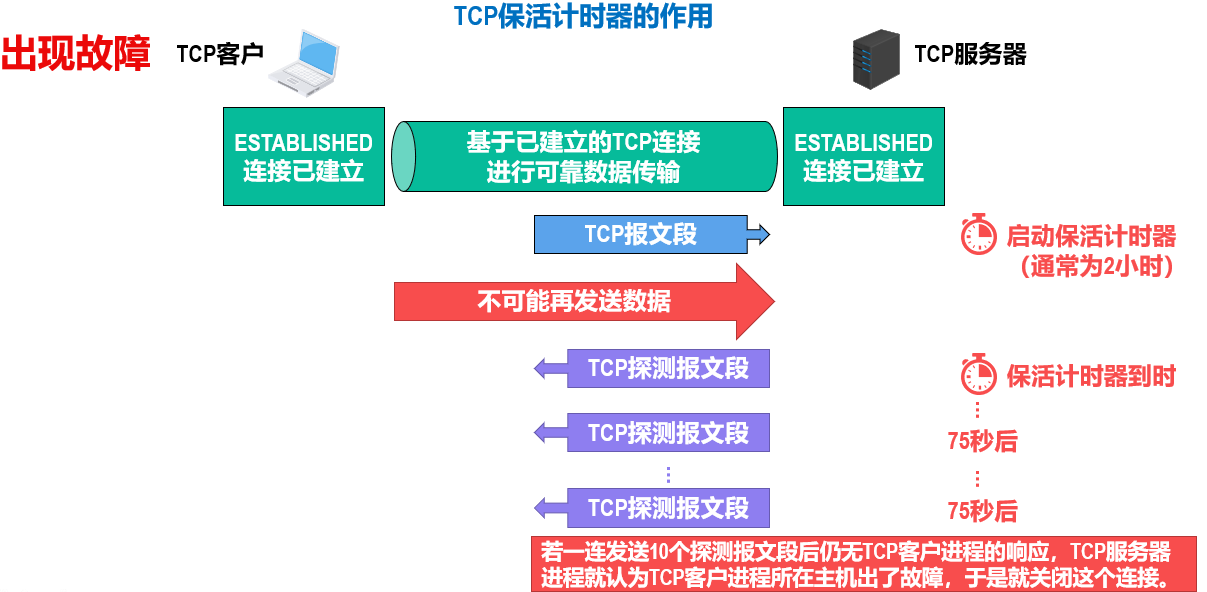 TCP保活计时器的作用
出现故障
TCP客户
TCP服务器
ESTABLISHED
连接已建立
基于已建立的TCP连接
进行可靠数据传输
ESTABLISHED
连接已建立
TCP报文段
启动保活计时器
（通常为2小时）
不可能再发送数据
TCP探测报文段
保活计时器到时
TCP探测报文段
75秒后
TCP探测报文段
75秒后
若一连发送10个探测报文段后仍无TCP客户进程的响应，TCP服务器
进程就认为TCP客户进程所在主机出了故障，于是就关闭这个连接。